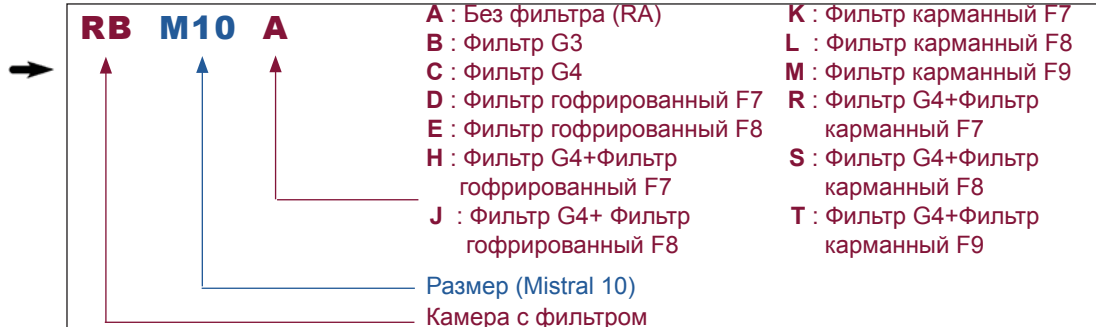 RB M10 A
A : Без фильтра (RA)
B : Фильтр G3
C : Фильтр G4
D : Фильтр гофрированный F7
E : Фильтр гофрированный F8
H : Фильтр G4+Фильтр
гофрированный F7
J : Фильтр G4+ Фильтр
гофрированный F8
K : Фильтр карманный F7
L : Фильтр карманный F8
M : Фильтр карманный F9
R : Фильтр G4+Фильтр
карманный F7
S : Фильтр G4+Фильтр
карманный F8
T : Фильтр G4+Фильтр
карманный F9
Размер (Mistral 10)
Камера с фильтром